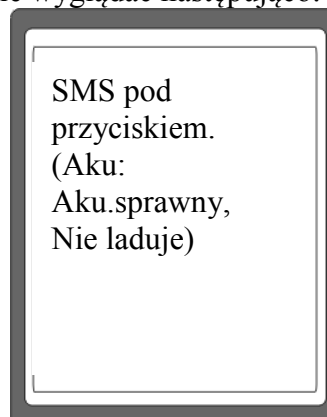 SMS pod
przyciskiem.
(Aku:
Aku.sprawny,
Nie laduje)